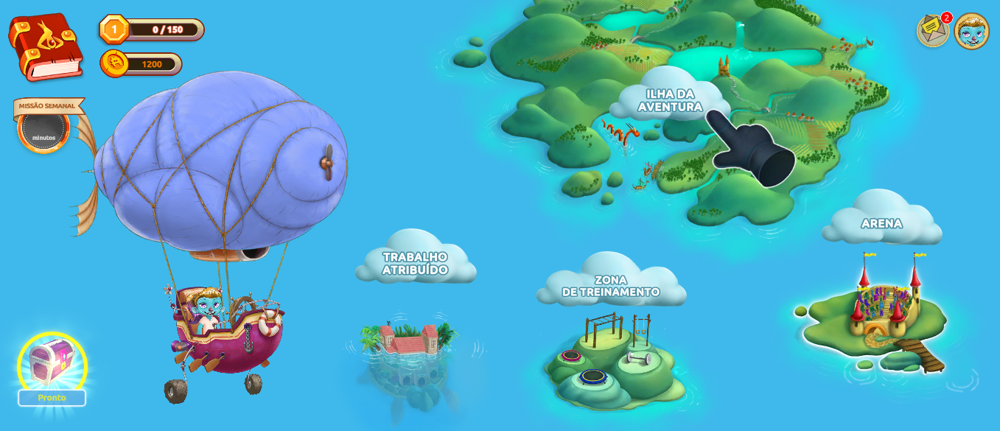 1
0 / 150
1200
2
MISSÃO SEMANAL
minutos
ILHA DA
AVENTURA
ARENA
TRABALHO
ATRIBUÍDO
ZONA
DE TREINAMENTO
Pronto